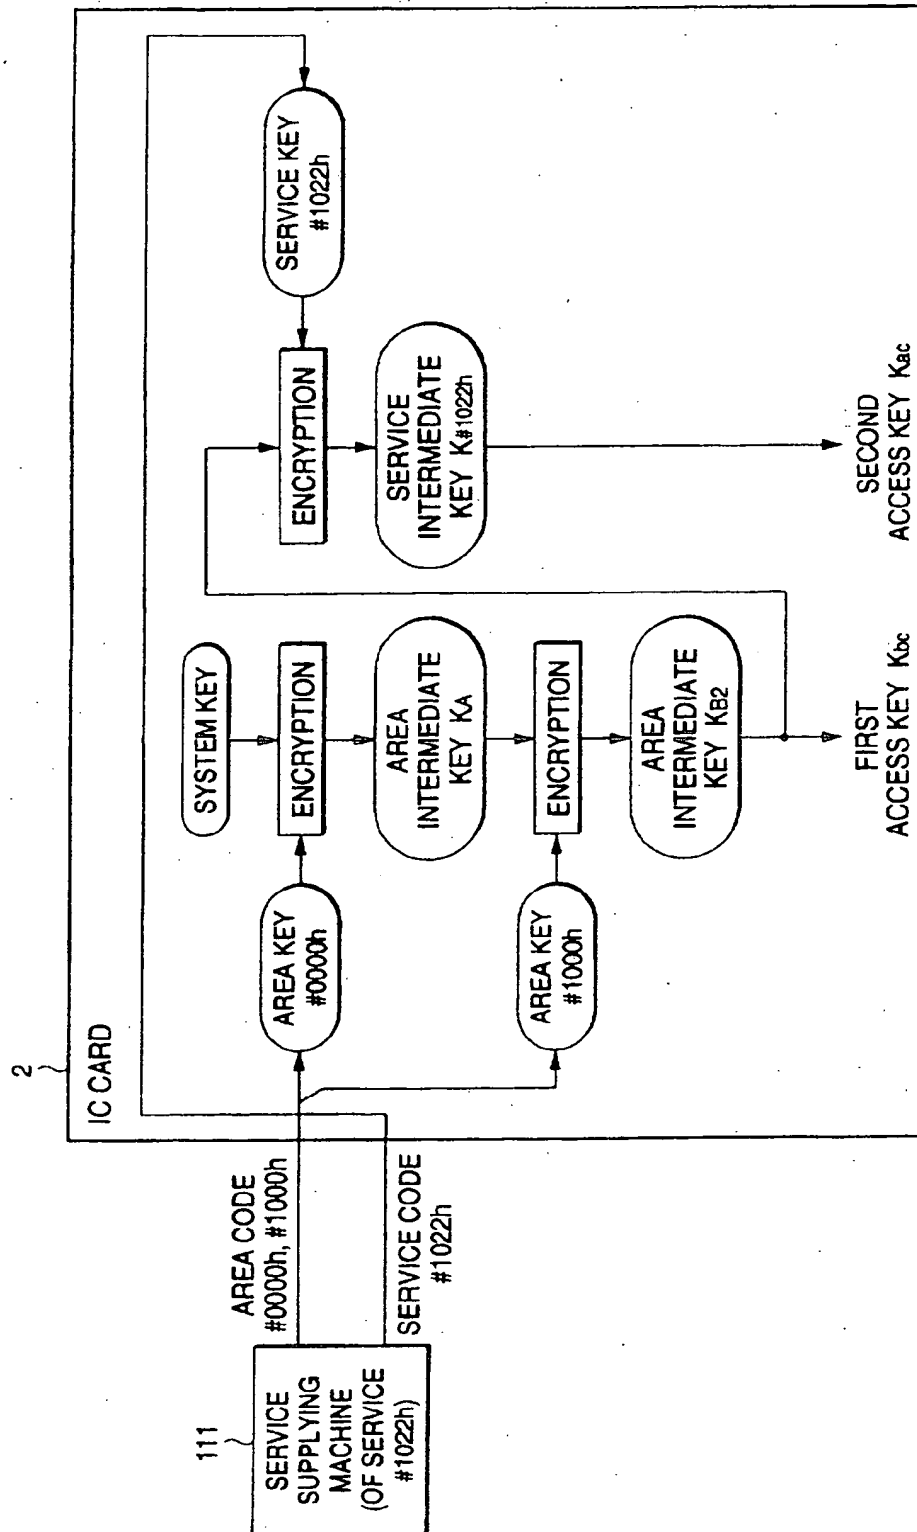 111
SERVICE
SUPPLYING
MACHINE
(OF SERVICE
#1022h)
AREA CODE
#0000h, #1000h
SERVICE CODE
#1022h
2
IC CARD
AREA KEY
#0000h
AREA KEY
#1000h
SYSTEM KEY
ENCRYPTION
AREA
INTERMEDIATE
KEY KA
ENCRYPTION
AREA
INTERMEDIATE
KEY KB2
FIRST
ACCESS KEY Kbc
SERVICE KEY
#1022h
ENCRYPTION
SERVICE
INTERMEDIATE
KEY K#1022h
SECOND
ACCESS KEY Kac